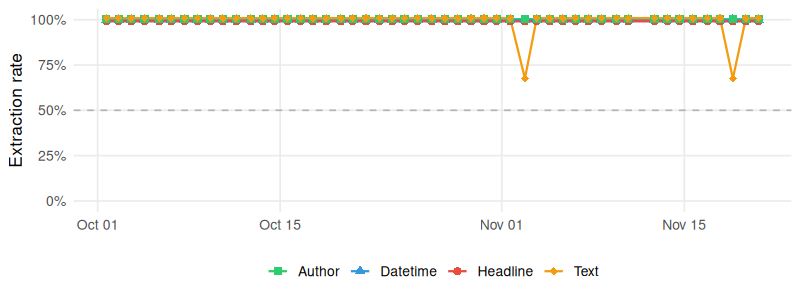 Extraction rate
100%
75%
50%
25%
0%
Oct 01 Oct 15 Nov 01 Nov 15
Author Datetime Headline Text